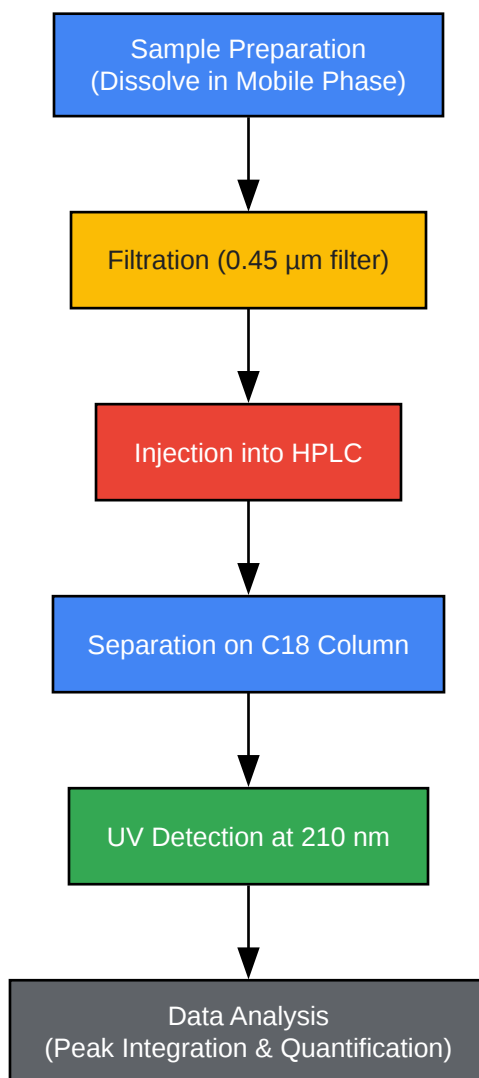 Sample Preparation
(Dissolve in Mobile Phase)
Filtration (0.45 µm filter)
Injection into HPLC
Separation on C18 Column
UV Detection at 210 nm
Data Analysis
(Peak Integration & Quantification)